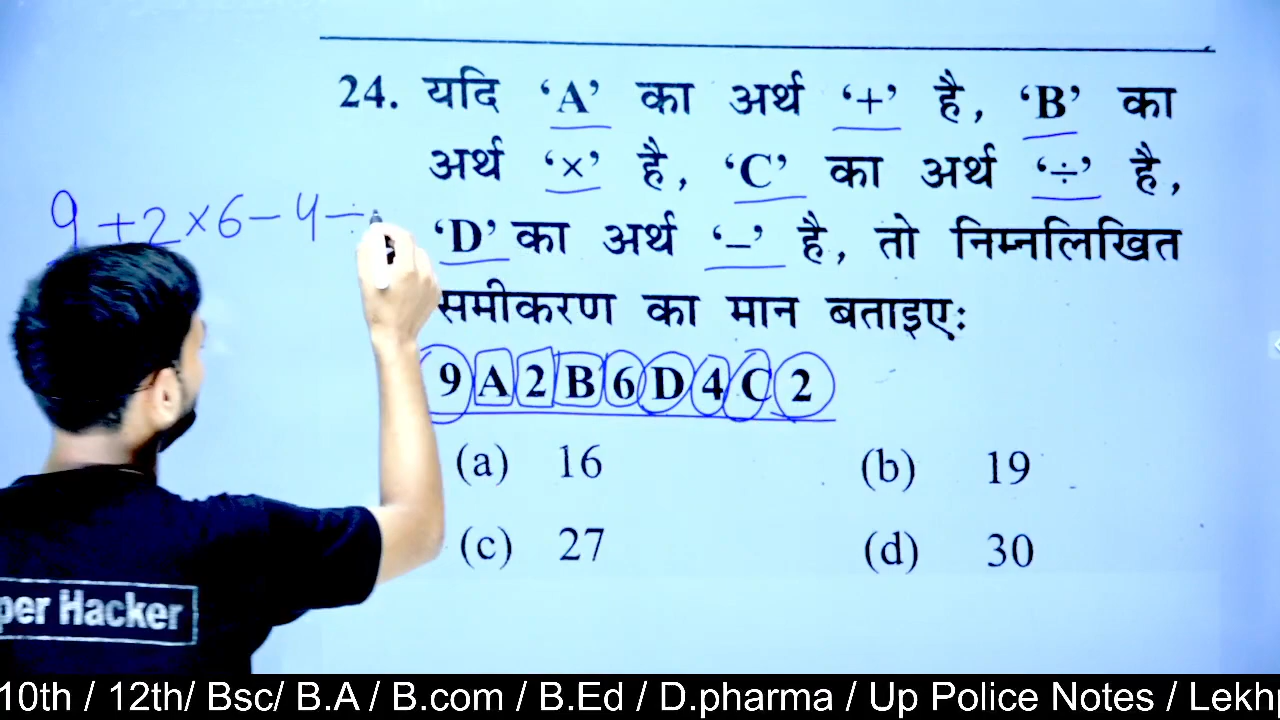 24. यदि ‘A’ का अर्थ ‘+’ है, ‘B’ का
अर्थ ‘×’ है, ‘C’ का अर्थ ‘÷’ है,
‘D’ का अर्थ ‘–’ है, तो निम्नलिखित
समीकरण का मान बताइए:
9 A 2 B 6 D 4 C 2
(a) 16 (b) 19
(c) 27 (d) 30
9 + 2 × 6 – 4 ÷
per Hacker
10th / 12th/ Bsc/ B.A / B.com / B.Ed / D.pharma / Up Police Notes / Lekh